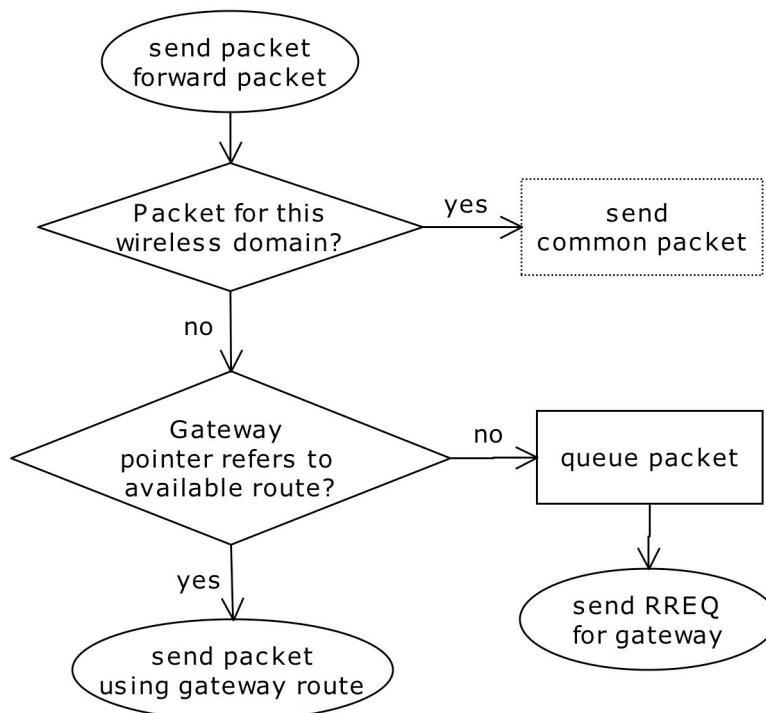 send packet
forward packet
Packet for this
wireless domain?
yes
send
common packet
no
Gateway
pointer refers to
available route?
no
queue packet
yes
send RREQ
for gateway
send packet
using gateway route